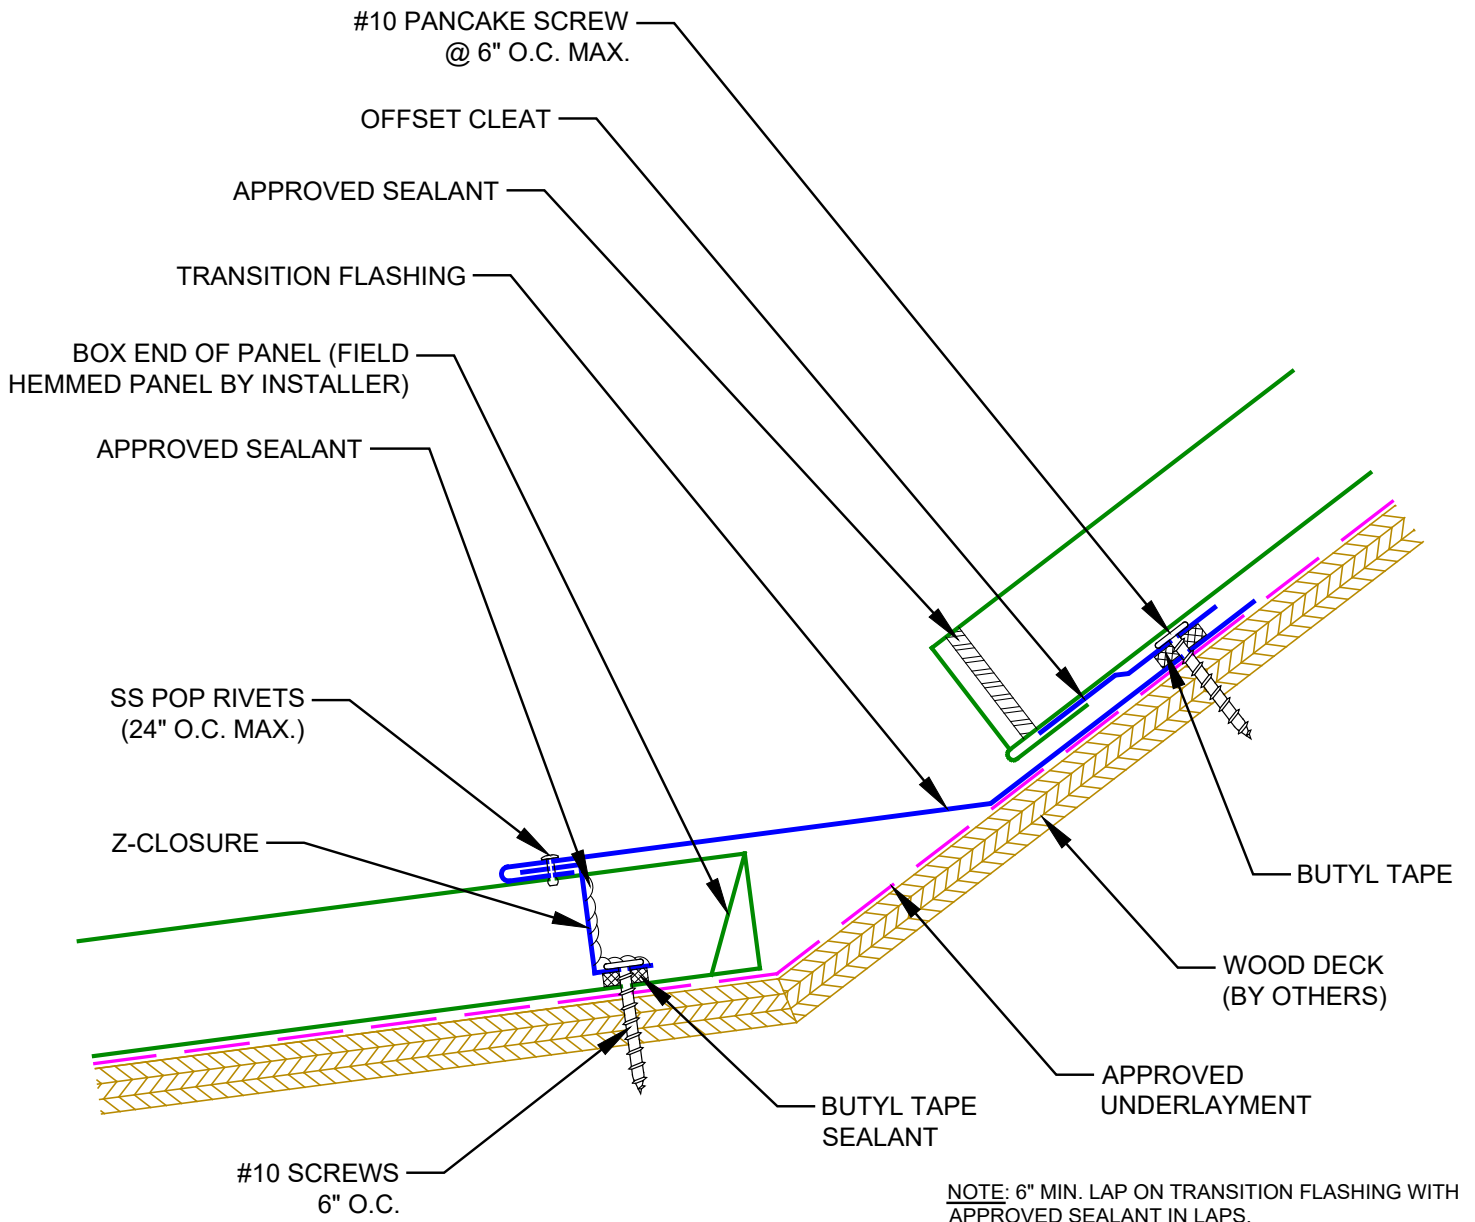 #10 PANCAKE SCREW
@ 6" O.C. MAX.
OFFSET CLEAT
APPROVED SEALANT
TRANSITION FLASHING
BOX END OF PANEL (FIELD
HEMMED PANEL BY INSTALLER)
APPROVED SEALANT
SS POP RIVETS
(24" O.C. MAX.)
Z-CLOSURE
BUTYL TAPE
WOOD DECK
(BY OTHERS)
APPROVED
UNDERLAYMENT
BUTYL TAPE
SEALANT
#10 SCREWS
6" O.C.
NOTE: 6" MIN. LAP ON TRANSITION FLASHING WITH
APPROVED SEALANT IN LAPS.